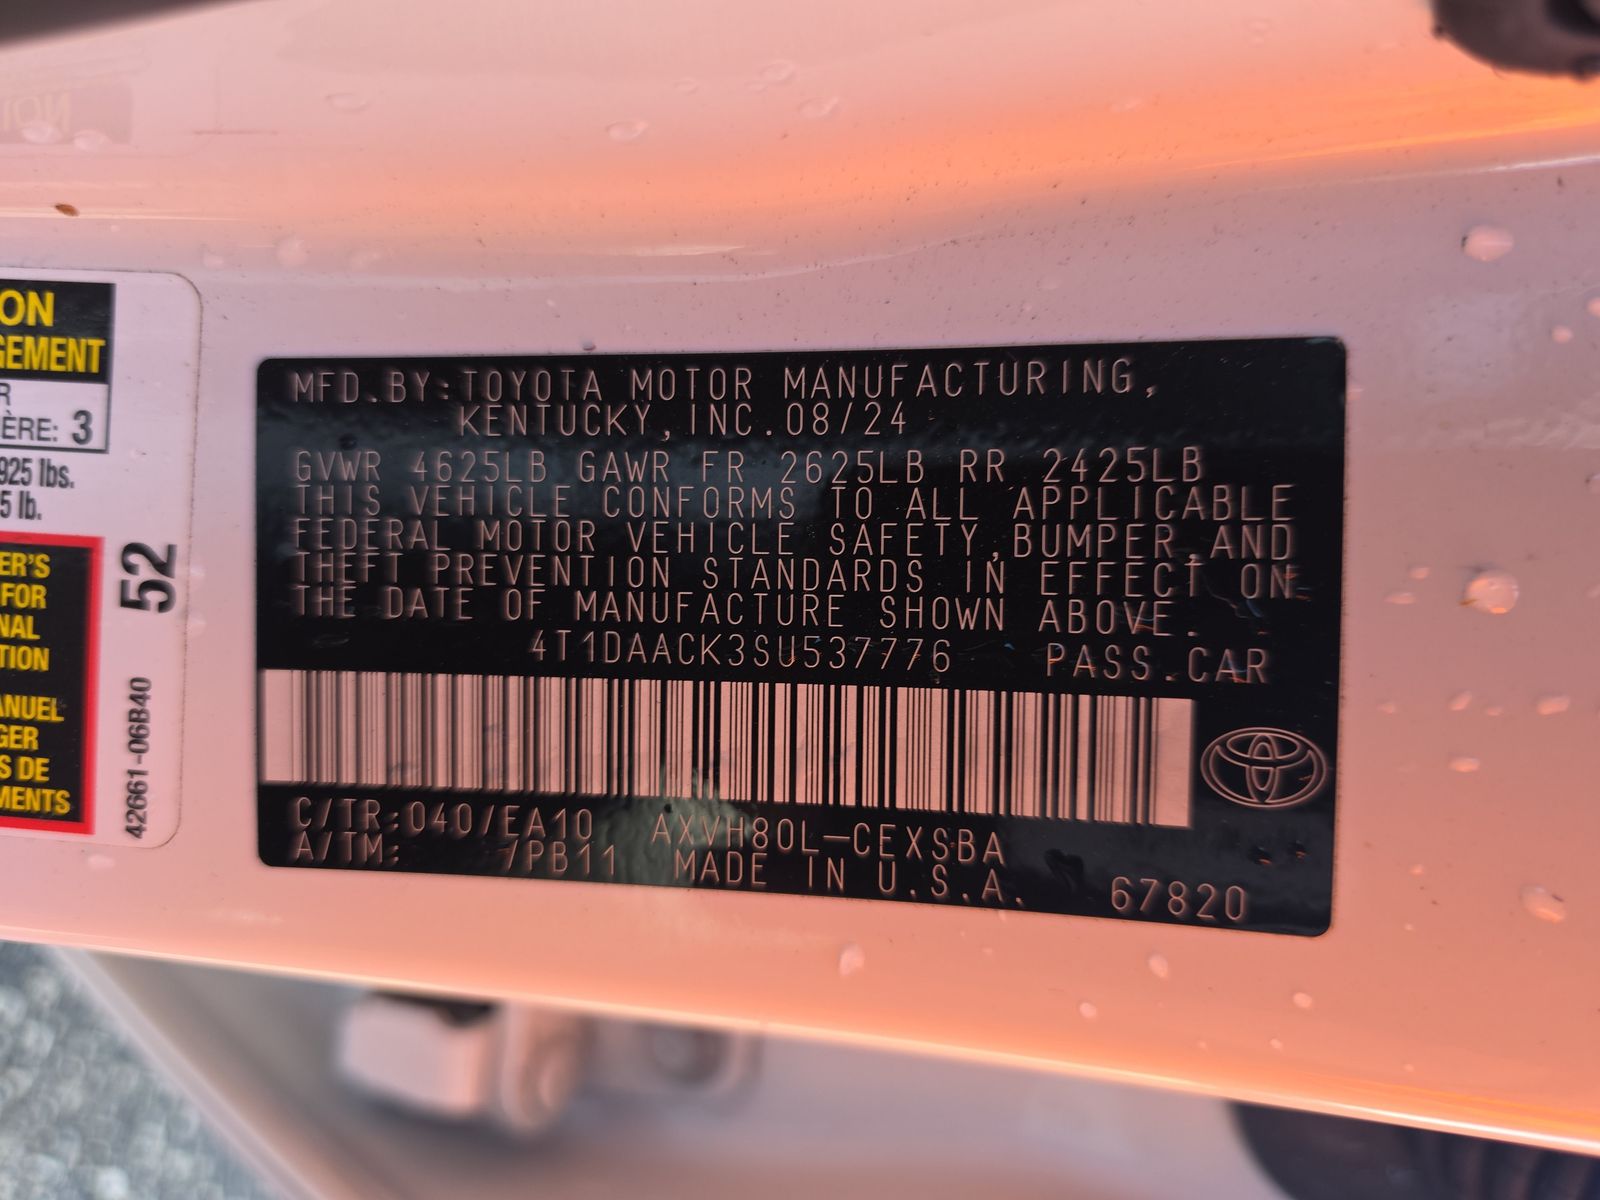 ON
GEMENT
R
ÈRE: 3
925 lbs.
5 lb.
ER'S
FOR
NAL
TION
ANUEL
GER
S DE
MENTS
52
42661-06B40
MFD.BY:TOYOTA MOTOR MANUFACTURING,
KENTUCKY,INC.08/24
GVWR 4625LB GAWR FR 2625LB RR 2425LB
THIS VEHICLE CONFORMS TO ALL APPLICABLE
FEDERAL MOTOR VEHICLE SAFETY,BUMPER,AND
THEFT PREVENTION STANDARDS IN EFFECT ON
THE DATE OF MANUFACTURE SHOWN ABOVE.
4T1DAACK3SU537776 PASS.CAR
C/TR:040/EA10 AXVH80L-CEXSBA
A/TM: /PB11 MADE IN U.S.A. 67820